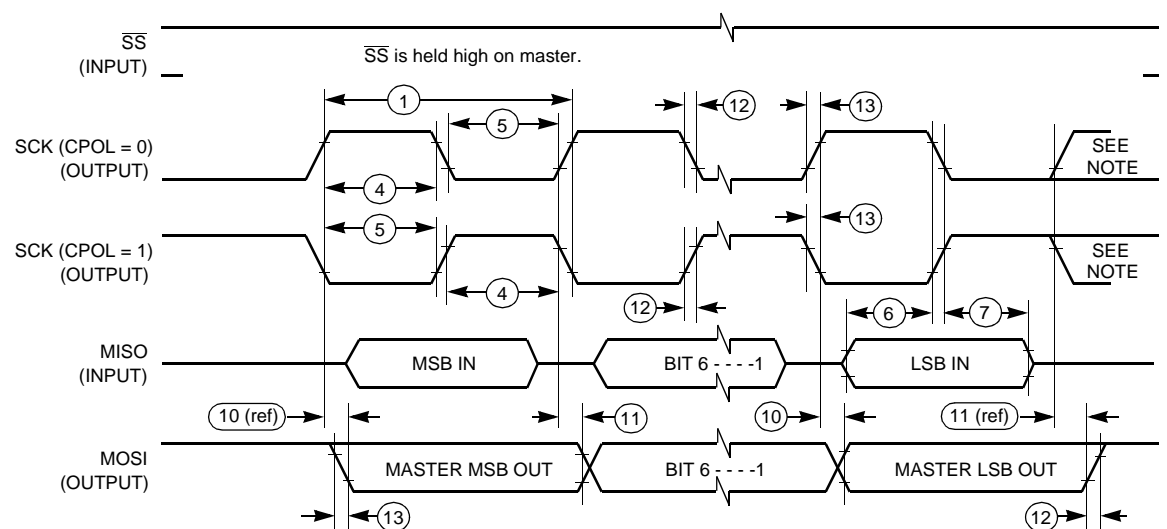 SS
(INPUT)
SS is held high on master.
1
12
13
5
SCK (CPOL = 0)
(OUTPUT)
SEE
NOTE
4
5
13
SCK (CPOL = 1)
(OUTPUT)
SEE
NOTE
4
12
6
7
MISO
(INPUT)
MSB IN
BIT 6 - - - -1
LSB IN
10 (ref)
11
10
11 (ref)
MOSI
(OUTPUT)
MASTER MSB OUT
BIT 6 - - - -1
MASTER LSB OUT
13
12